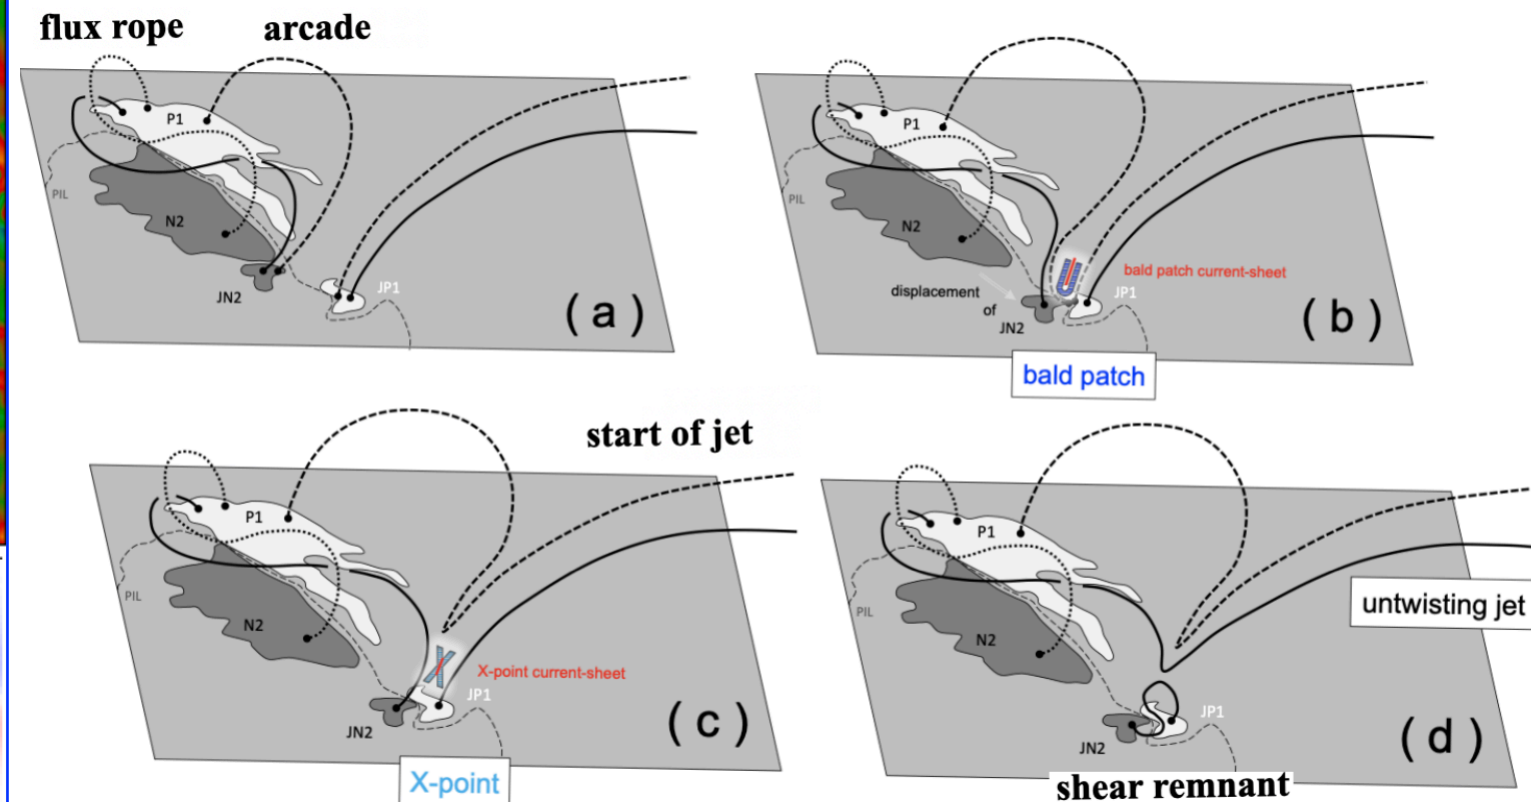 flux rope
arcade
P1
PIL
N2
JN2
JP1
( a )
P1
PIL
N2
bald patch current-sheet
displacement
of
JN2
JP1
( b )
bald patch
start of jet
P1
PIL
N2
X-point current-sheet
JP1
JN2
( c )
X-point
P1
PIL
N2
untwisting jet
JP1
JN2
( d )
shear remnant